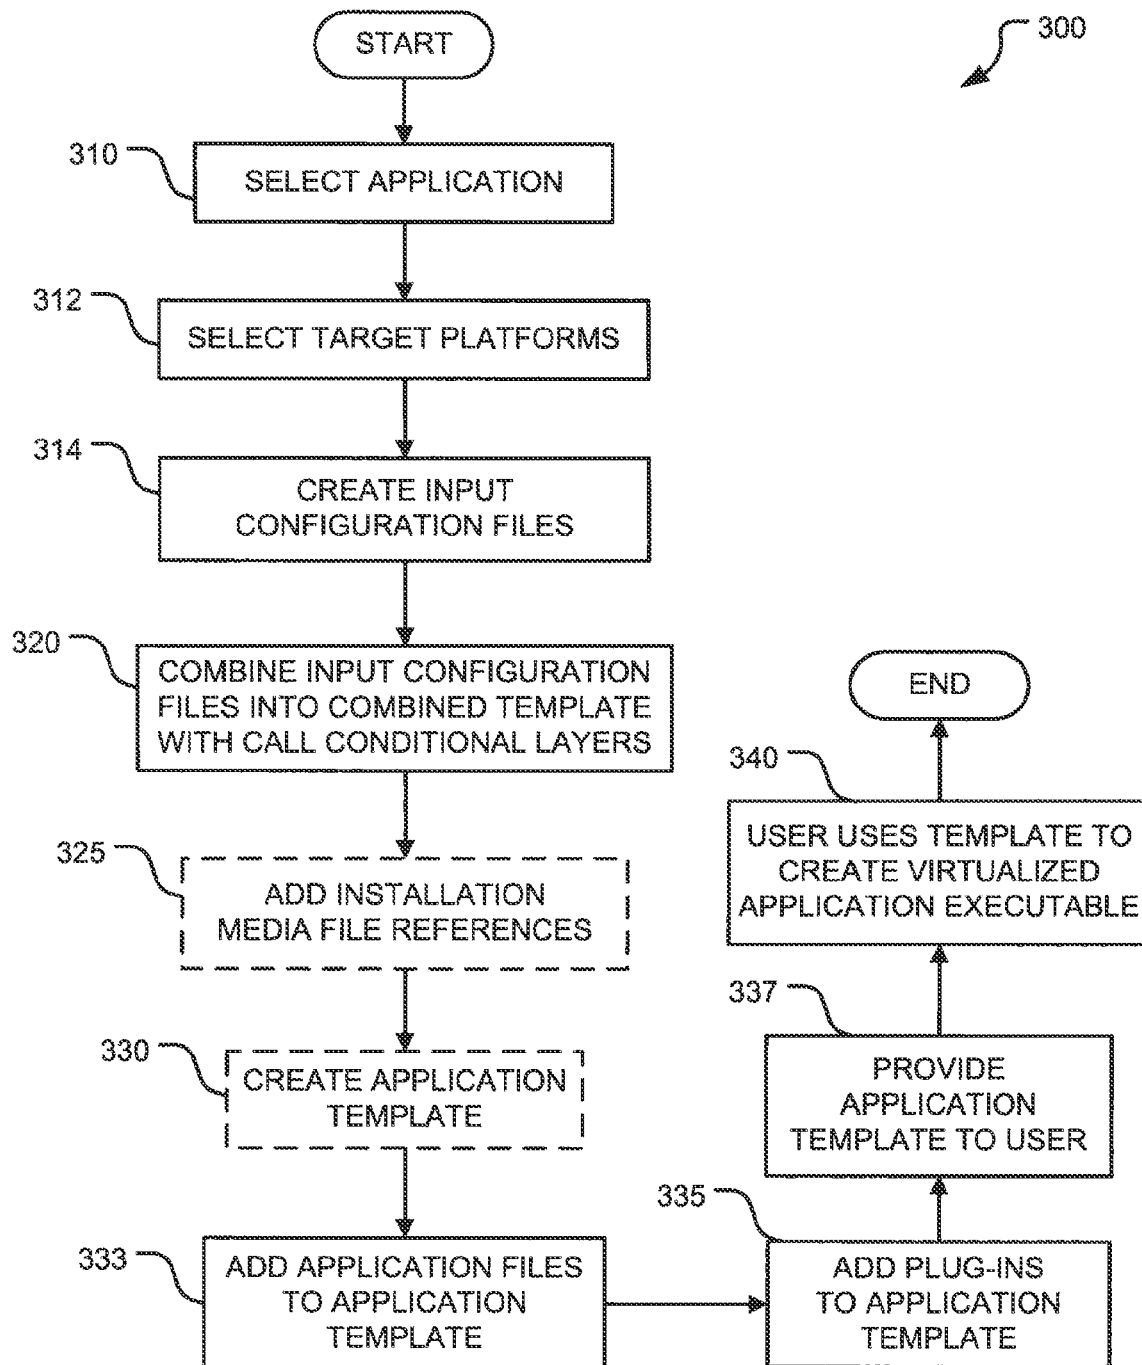 START
300
310
SELECT APPLICATION
312
SELECT TARGET PLATFORMS
314
CREATE INPUT
CONFIGURATION FILES
320
COMBINE INPUT CONFIGURATION
FILES INTO COMBINED TEMPLATE
WITH CALL CONDITIONAL LAYERS
325
ADD INSTALLATION
MEDIA FILE REFERENCES
330
CREATE APPLICATION
TEMPLATE
333
ADD APPLICATION FILES
TO APPLICATION
TEMPLATE
335
ADD PLUG-INS
TO APPLICATION
TEMPLATE
337
PROVIDE
APPLICATION
TEMPLATE TO USER
340
USER USES TEMPLATE TO
CREATE VIRTUALIZED
APPLICATION EXECUTABLE
END